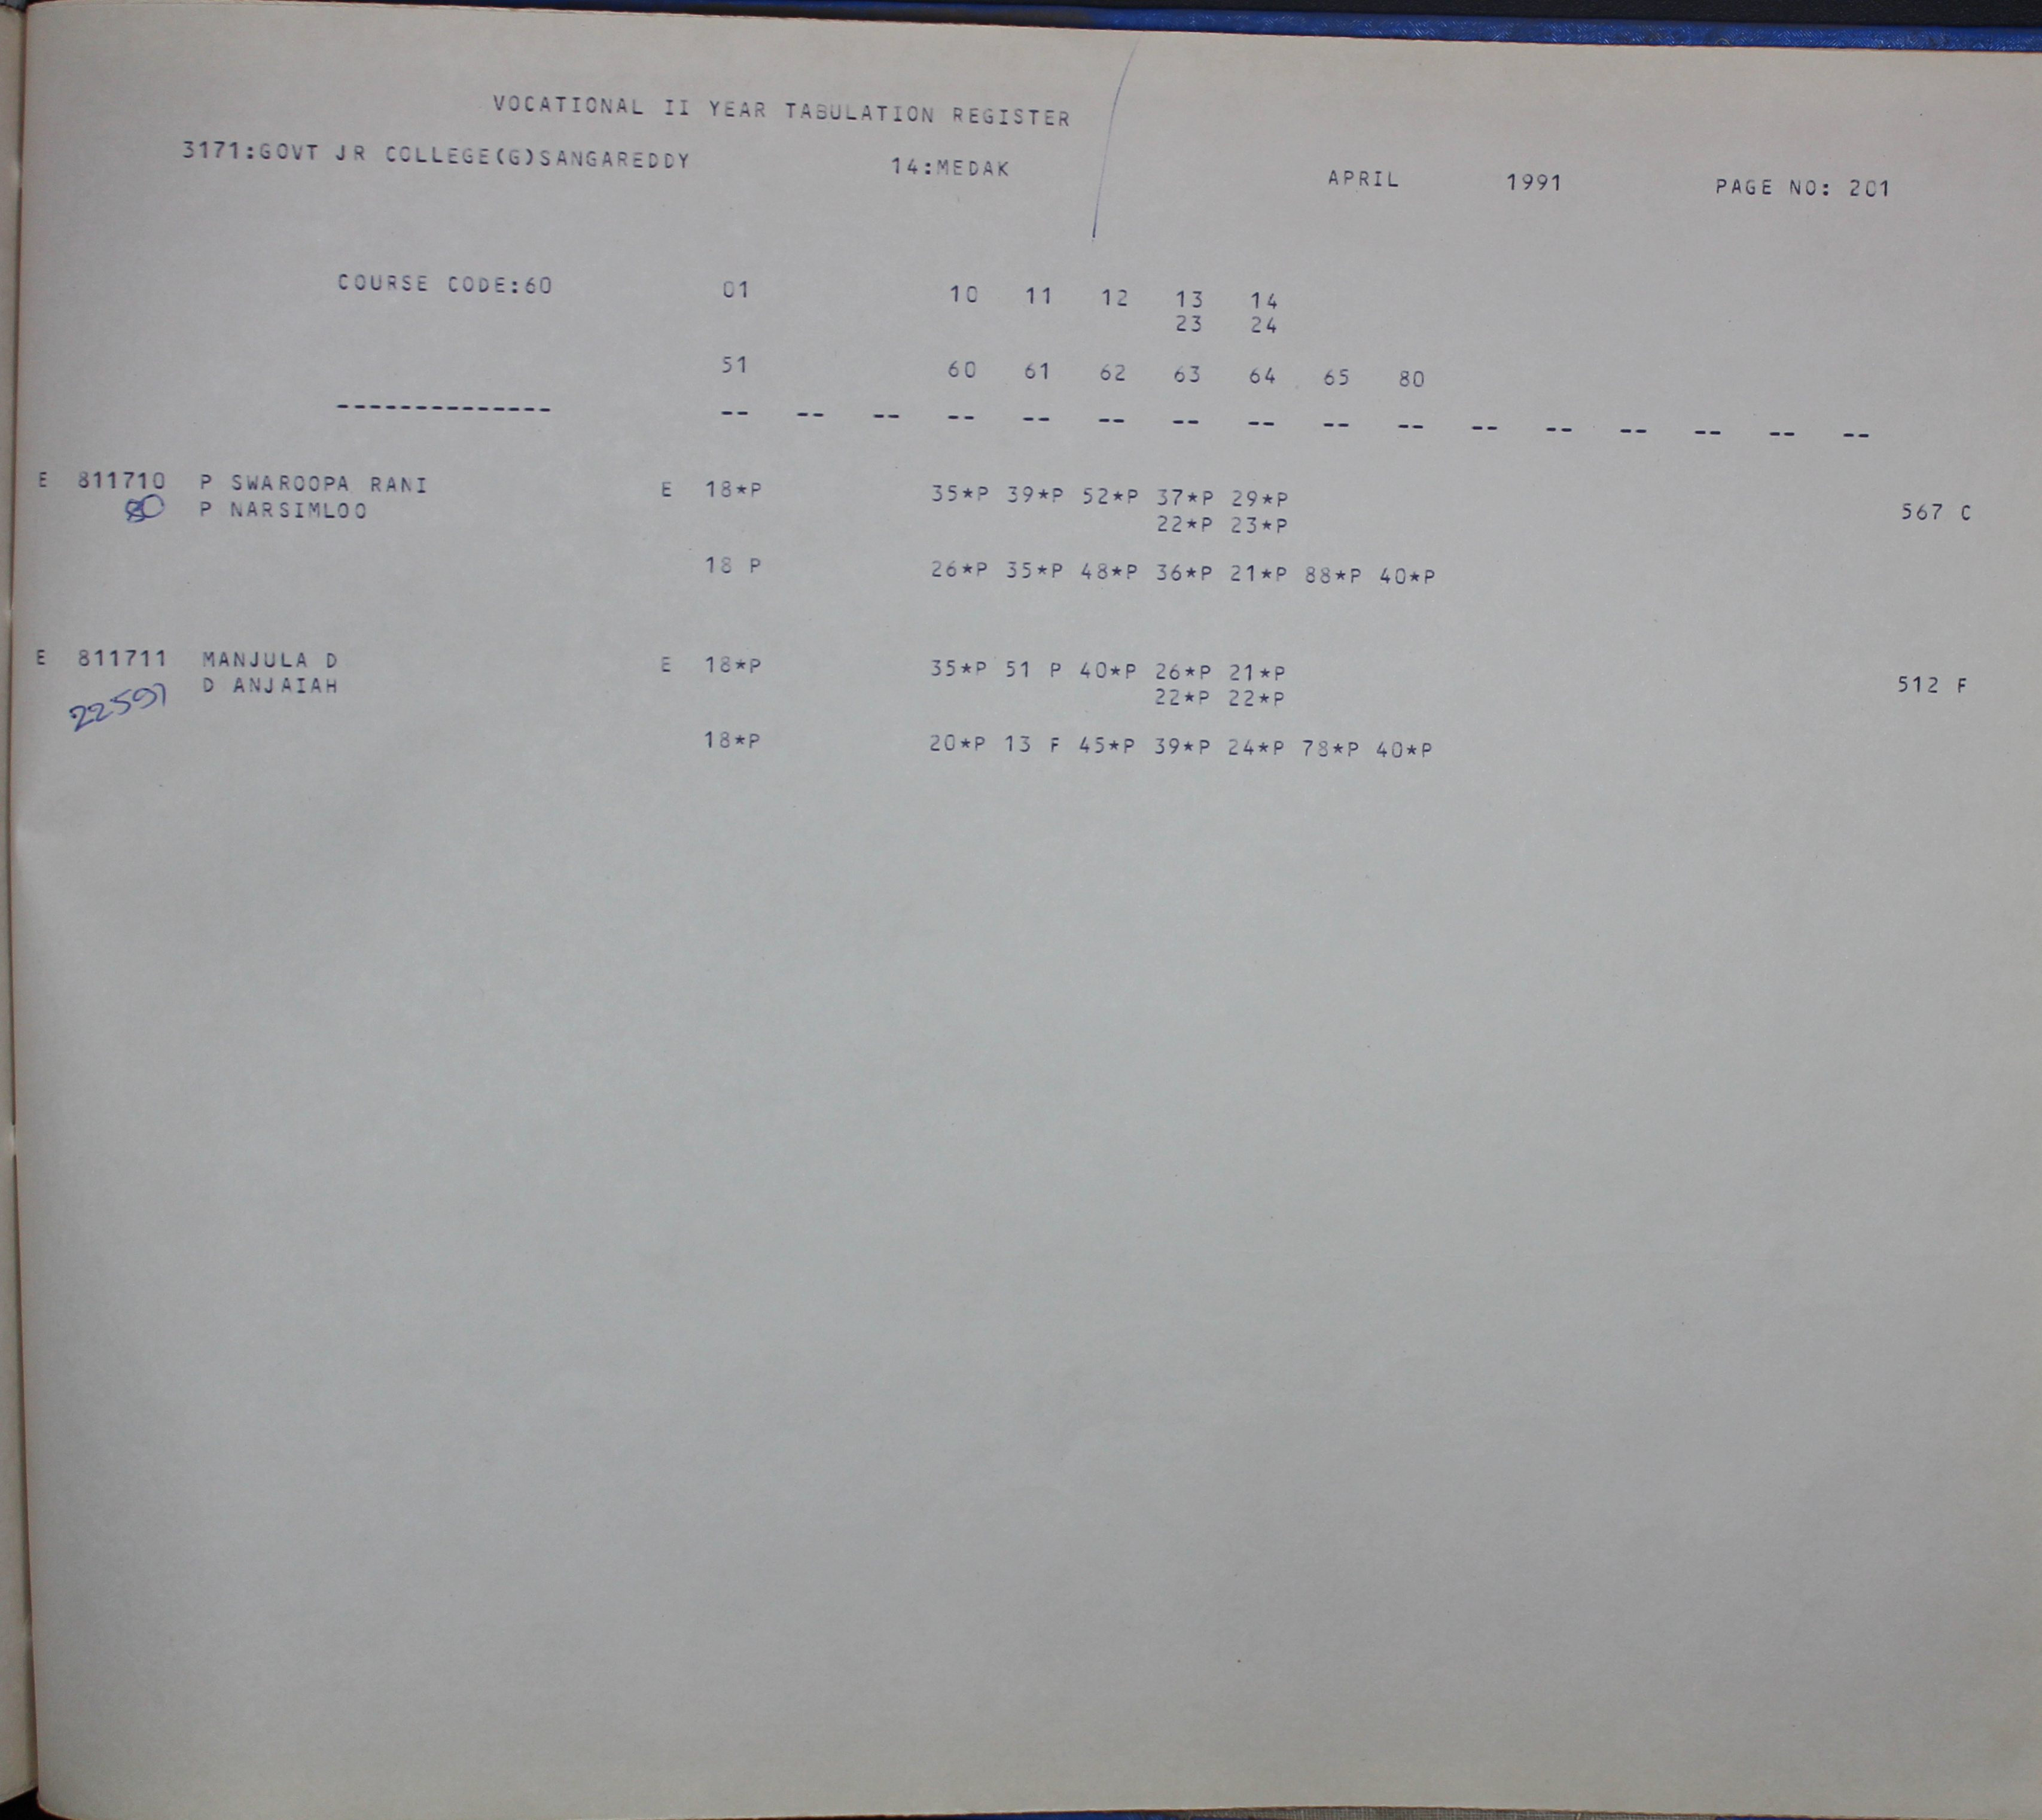 VOCATIONAL II YEAR TABULATION REGISTER
3171:GOVT JR COLLEGE(G)SANGAREDDY 14:MEDAK APRIL 1991 PAGE NO: 201
COURSE CODE:60 01 10 11 12 13 14
23 24
51 60 61 62 63 64 65 80
-------------- -- -- -- -- -- -- -- -- -- -- -- -- -- -- -- --
E 811710 P SWAROOPA RANI E 18*P 35*P 39*P 52*P 37*P 29*P
80 P NARSIMLOO 22*P 23*P 567 C
18 P 26*P 35*P 48*P 36*P 21*P 88*P 40*P
E 811711 MANJULA D E 18*P 35*P 51 P 40*P 26*P 21*P
D ANJAIAH 22*P 22*P 512 F
18*P 20*P 13 F 45*P 39*P 24*P 78*P 40*P